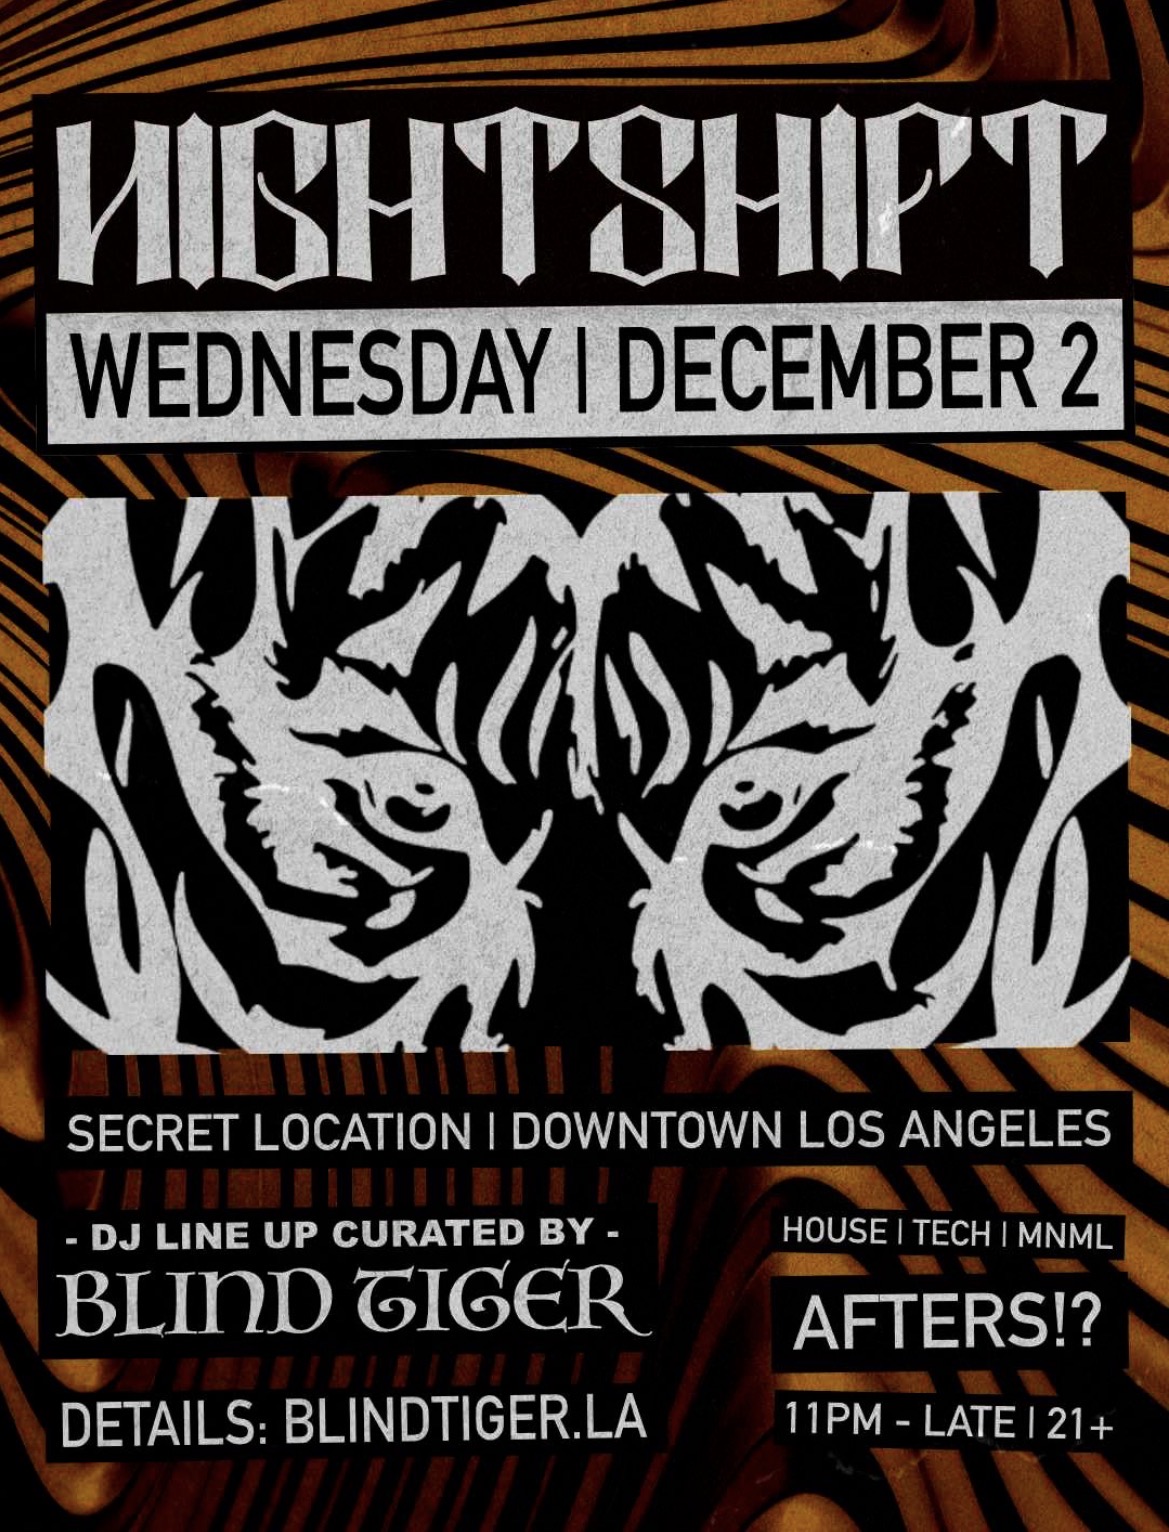 NIGHTSHIFT
WEDNESDAY | DECEMBER 2
SECRET LOCATION | DOWNTOWN LOS ANGELES
- DJ LINE UP CURATED BY -
BLIND TIGER
DETAILS: BLINDTIGER.LA
HOUSE | TECH | MNML
AFTERS!?
11PM - LATE | 21+